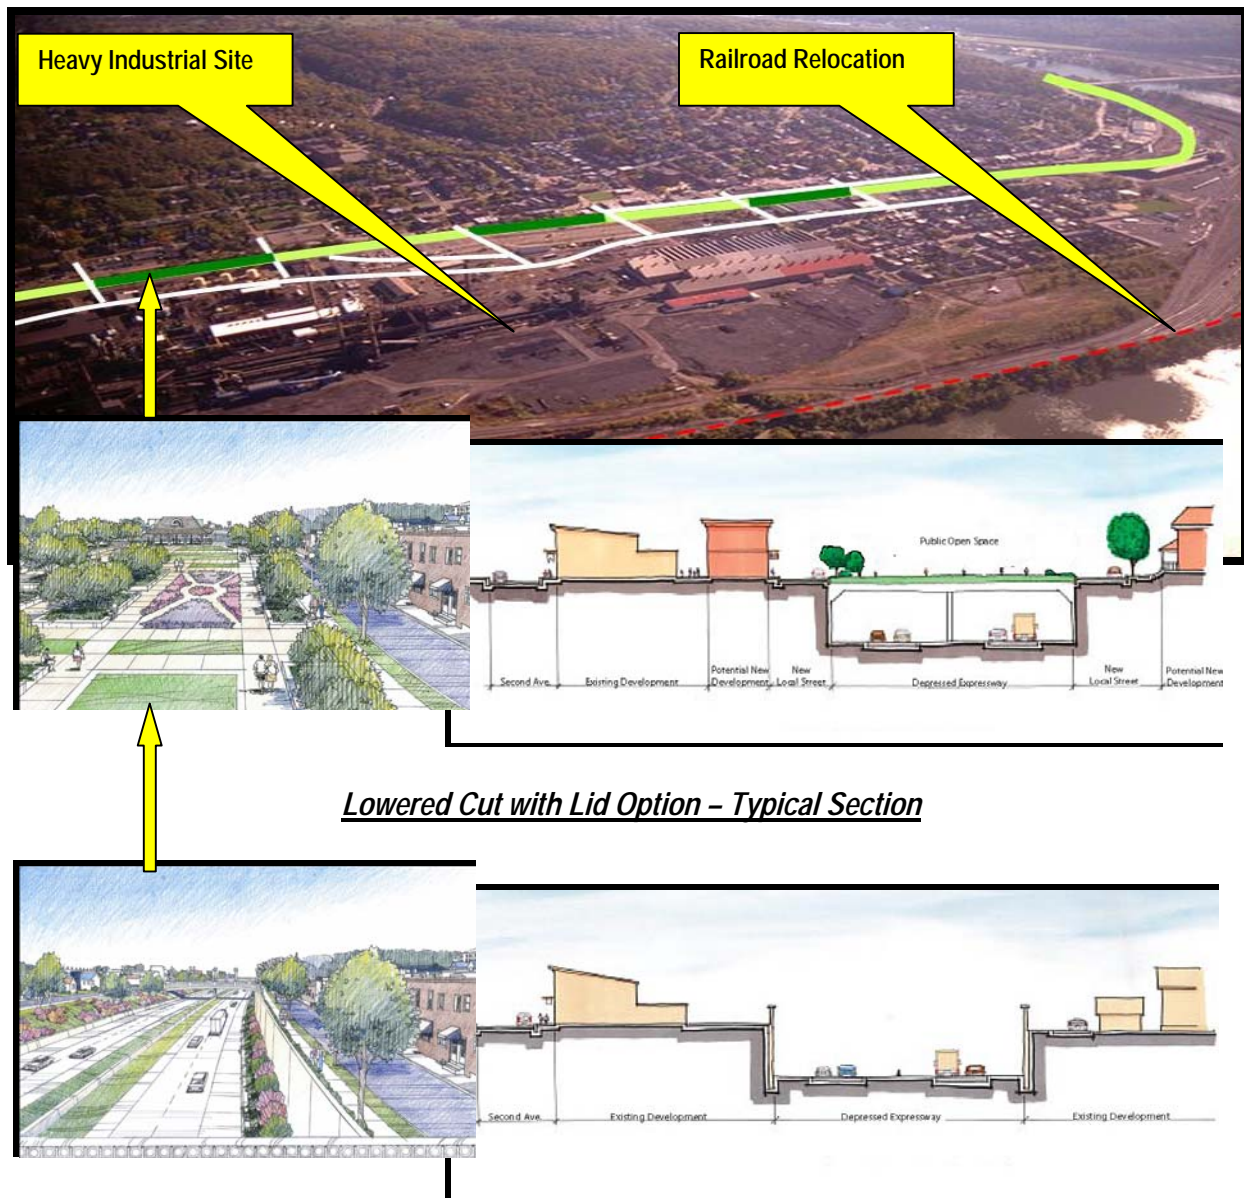 Heavy Industrial Site
Railroad Relocation
Public Open Space
Second Ave.
Existing Development
Potential New
Development
New
Local Street
Depressed Expressway
New
Local Street
Potential New
Development
Lowered Cut with Lid Option – Typical Section
Second Ave.
Existing Development
Depressed Expressway
Existing Development